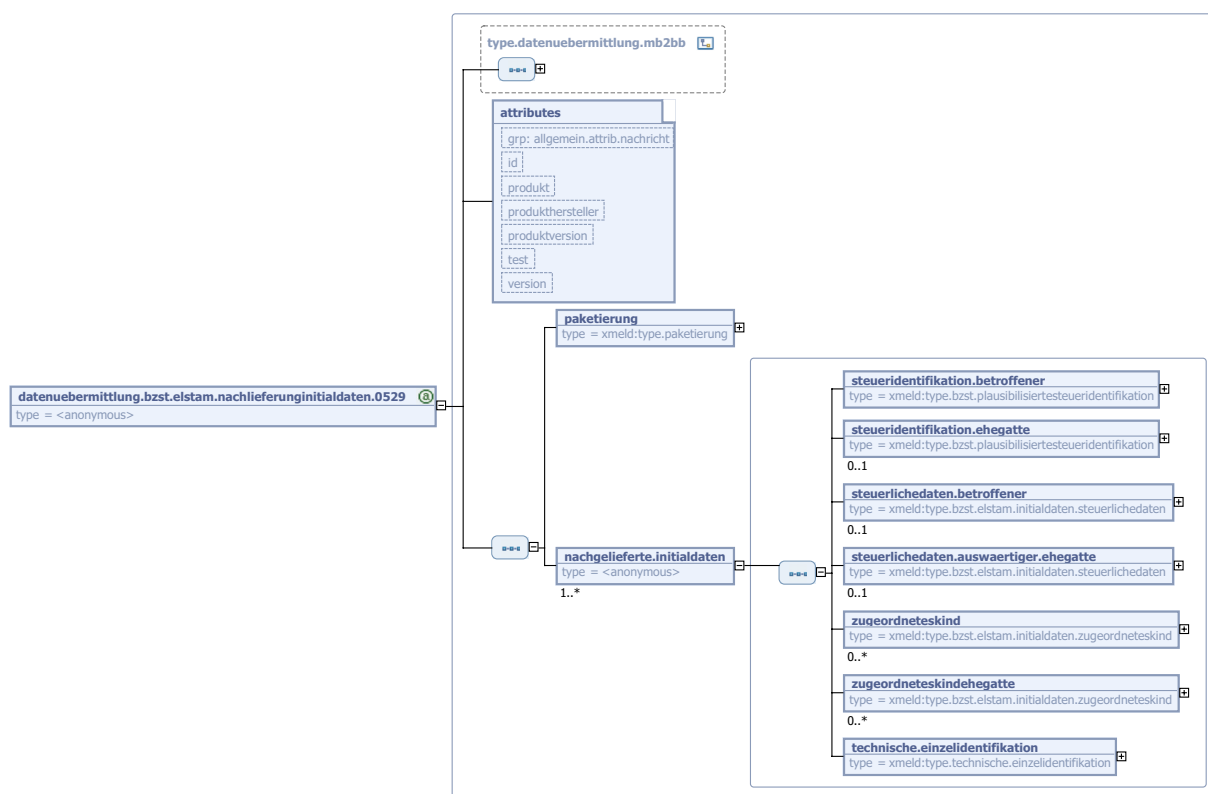 type.datenuebermittlung.mb2bb
attributes
grp: allgemein.attrib.nachricht
id
produkt
produkthersteller
produktversion
test
version
paketierung
type = xmeld:type.paketierung
datenuebermittlung.bzst.elstam.nachlieferunginitialdaten.0529 a
type = <anonymous>
nachgelieferte.initialdaten
type = <anonymous>
1..*
steueridentifikation.betroffener
type = xmeld:type.bzst.plausibilisiertesteueridentifikation
steueridentifikation.ehegatte
type = xmeld:type.bzst.plausibilisiertesteueridentifikation
0..1
steuerlichedaten.betroffener
type = xmeld:type.bzst.elstam.initialdaten.steuerlichedaten
0..1
steuerlichedaten.auswaertiger.ehegatte
type = xmeld:type.bzst.elstam.initialdaten.steuerlichedaten
0..1
zugeordneteskind
type = xmeld:type.bzst.elstam.initialdaten.zugeordneteskind
0..*
zugeordneteskindehegatte
type = xmeld:type.bzst.elstam.initialdaten.zugeordneteskind
0..*
technische.einzelidentifikation
type = xmeld:type.technische.einzelidentifikation